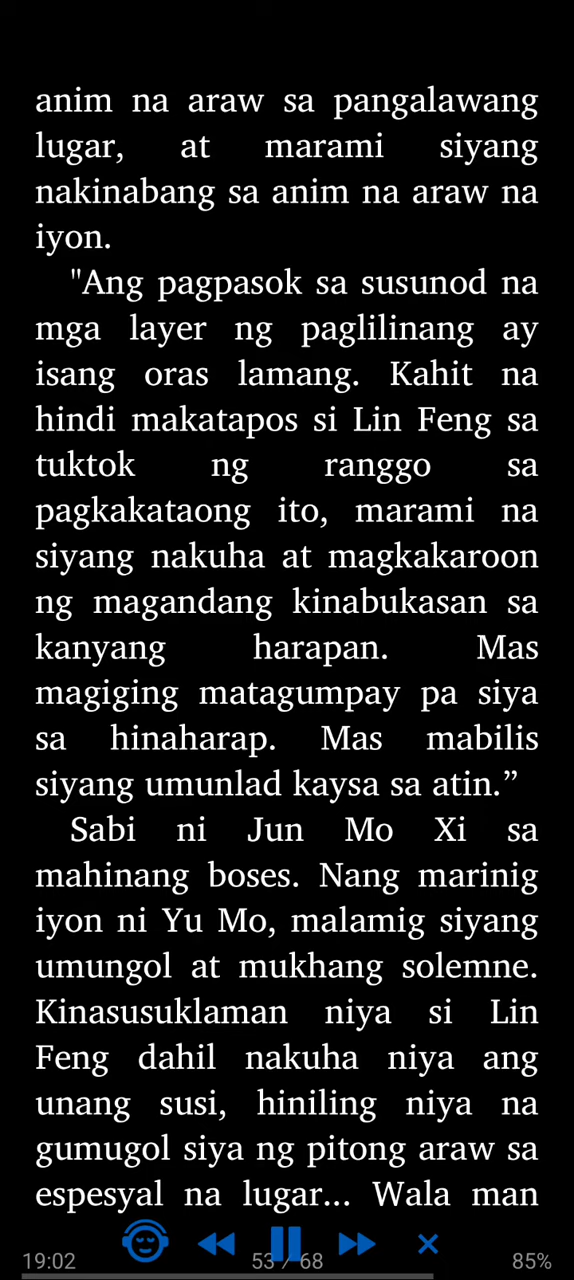 anim na araw sa pangalawang
lugar, at marami siyang
nakinabang sa anim na araw na
iyon.
"Ang pagpasok sa susunod na
mga layer ng paglilinang ay
isang oras lamang. Kahit na
hindi makatapos si Lin Feng sa
tuktok ng ranggo sa
pagkakataong ito, marami na
siyang nakuha at magkakaroon
ng magandang kinabukasan sa
kanyang harapan. Mas
magiging matagumpay pa siya
sa hinaharap. Mas mabilis
siyang umunlad kaysa sa atin.”
Sabi ni Jun Mo Xi sa
mahinang boses. Nang marinig
iyon ni Yu Mo, malamig siyang
umungol at mukhang solemne.
Kinasusuklaman niya si Lin
Feng dahil nakuha niya ang
unang susi, hiniling niya na
gumugol siya ng pitong araw sa
espesyal na lugar... Wala man
19:02 53 / 68 85%